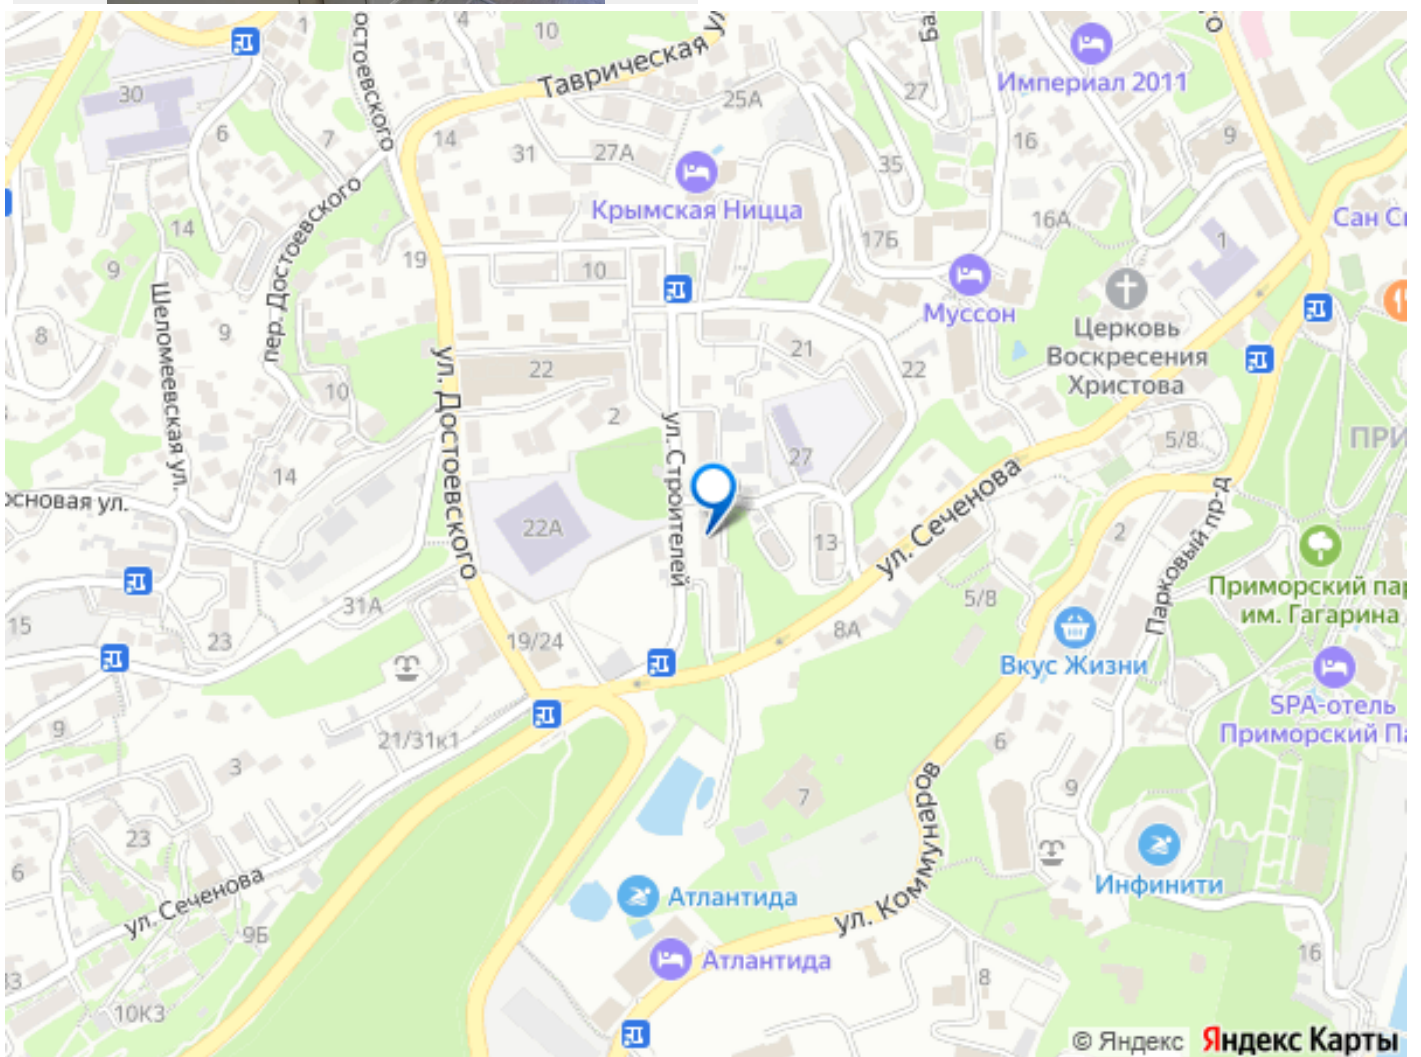 1
10
Таврическая у
Империал 2011
30
6
7
14
31
27А
25А
27
16
9
35
Крымская Ницца
14
пер. Достоевского
19
10
17Б
16А
1
Сан С
9
Шеломеевская ул.
9
8
Муссон
Церковь
Воскресения
Христова
22
21
22
10
2
ул. Достоевского
ул. Строителей
5/8
ПРИ
14
27
основая ул.
22А
13
ул. Сеченова
2
Парковый пр-д
Приморский пар
им. Гагарина
31А
15
23
19/24
8А
5/8
Вкус Жизни
SPA-отель
Приморский Па
9
21/31к1
3
6
7
9
23
6
ул. Коммунаров
Инфинити
ул. Сеченова
9Б
Атлантида
Атлантида
8
16
10К3
© Яндекс Яндекс Карты